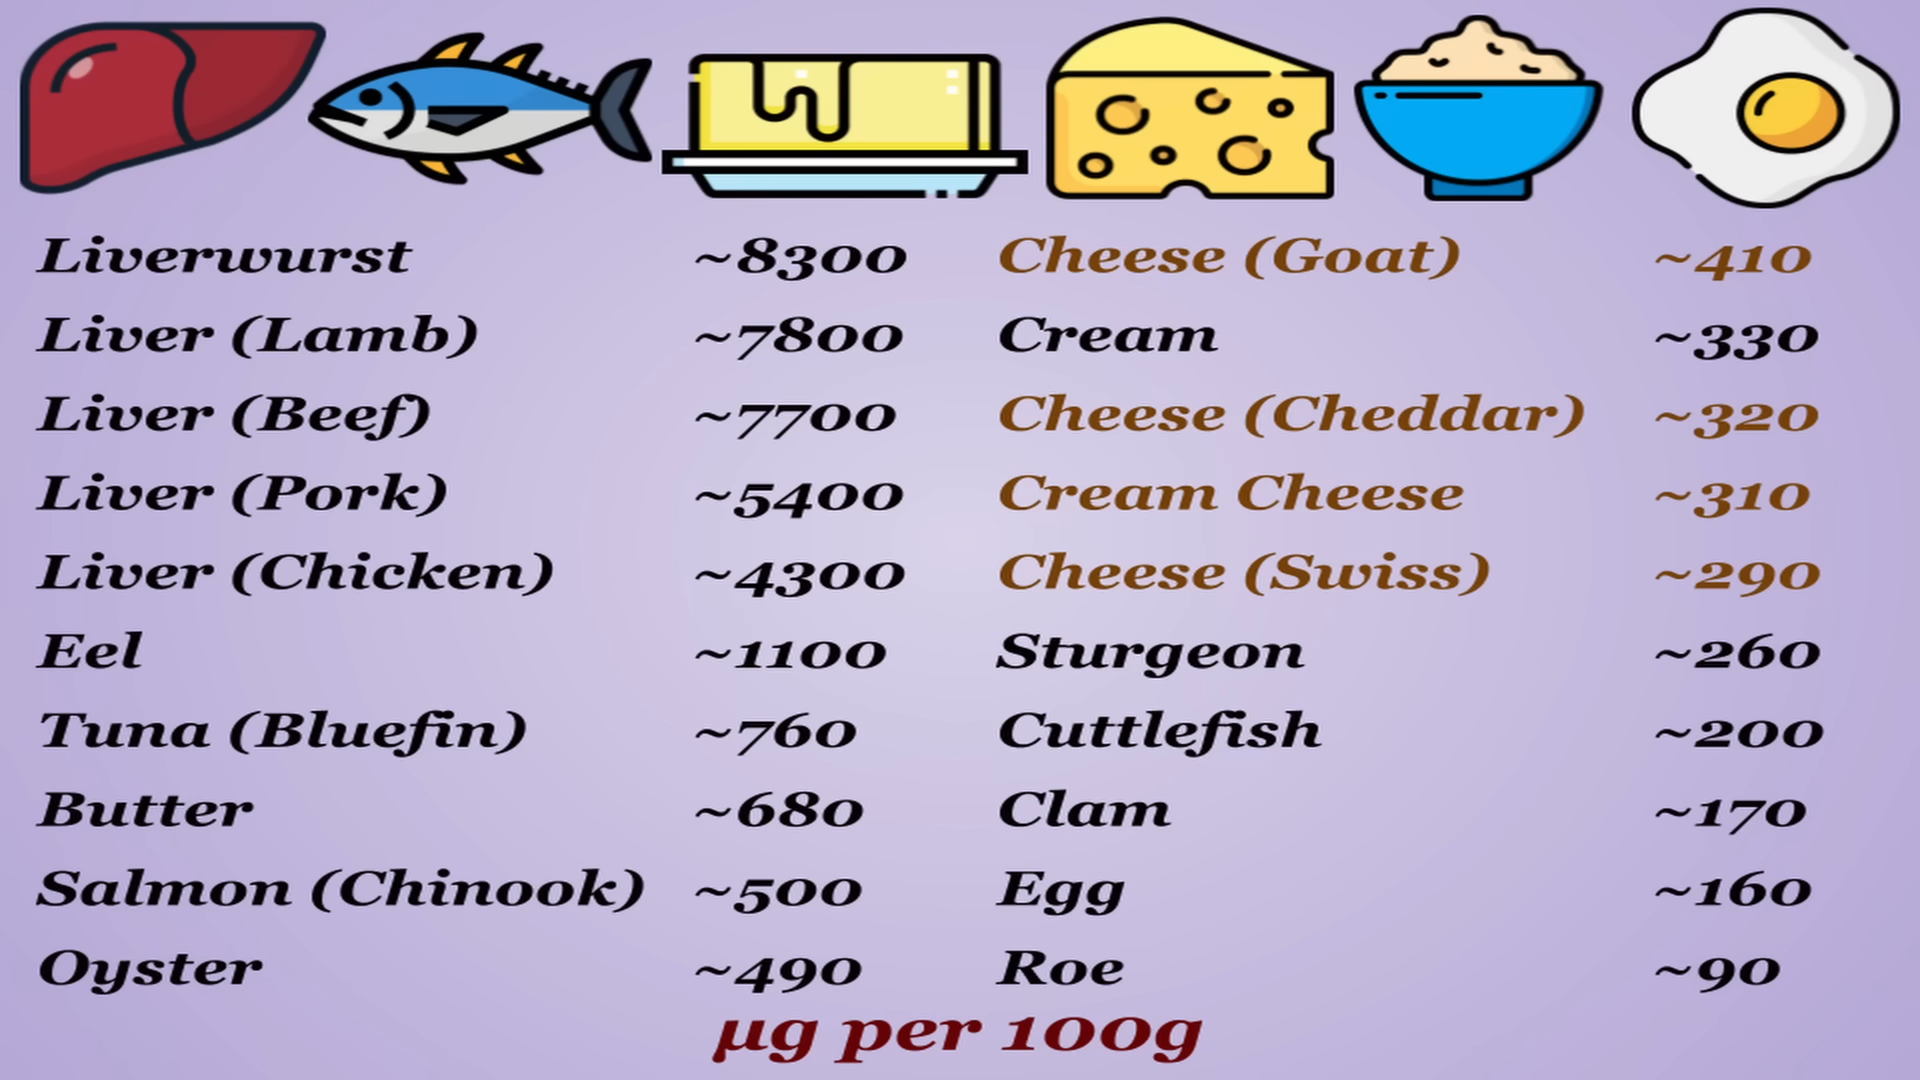 Liverwurst ~8300 Cheese (Goat) ~410
Liver (Lamb) ~7800 Cream ~330
Liver (Beef) ~7700 Cheese (Cheddar) ~320
Liver (Pork) ~5400 Cream Cheese ~310
Liver (Chicken) ~4300 Cheese (Swiss) ~290
Eel ~1100 Sturgeon ~260
Tuna (Bluefin) ~760 Cuttlefish ~200
Butter ~680 Clam ~170
Salmon (Chinook) ~500 Egg ~160
Oyster ~490 Roe ~90
µg per 100g